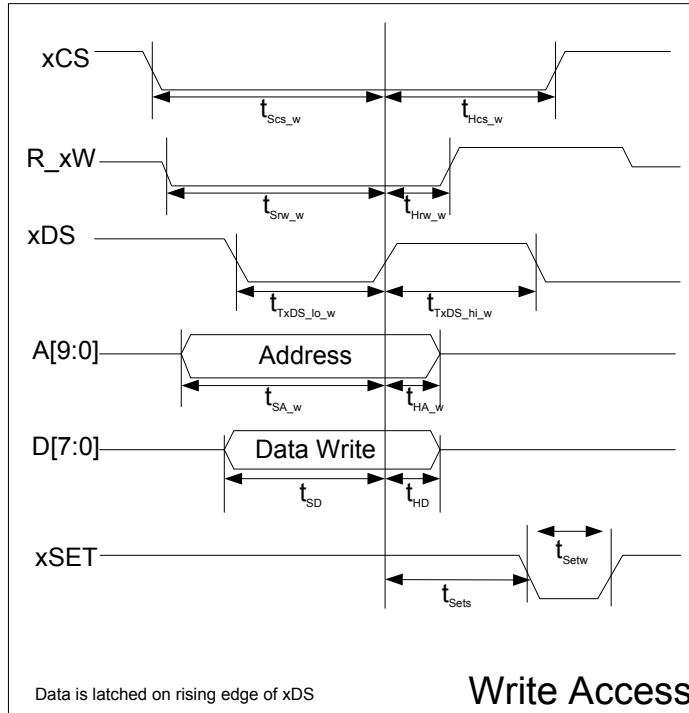 xCS
tScs_w tHcs_w
R_xW
tSrw_w tHrw_w
xDS
tTxDS_lo_w tTxDS_hi_w
A[9:0] Address
tSA_w tHA_w
D[7:0] Data Write
tSD tHD
xSET
tSetw
tSets
Data is latched on rising edge of xDS Write Access